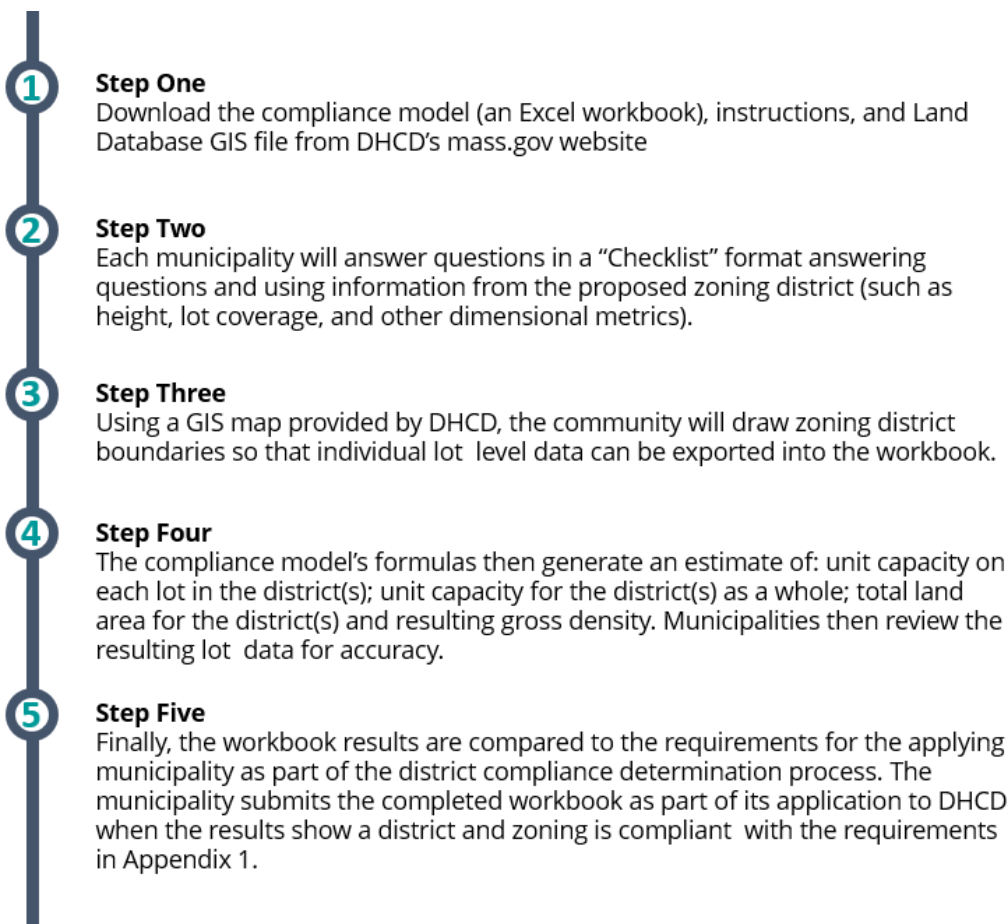 1
Step One
Download the compliance model (an Excel workbook), instructions, and Land
Database GIS file from DHCD’s mass.gov website
2
Step Two
Each municipality will answer questions in a “Checklist” format answering
questions and using information from the proposed zoning district (such as
height, lot coverage, and other dimensional metrics).
3
Step Three
Using a GIS map provided by DHCD, the community will draw zoning district
boundaries so that individual lot  level data can be exported into the workbook.
4
Step Four
The compliance model’s formulas then generate an estimate of: unit capacity on
each lot in the district(s); unit capacity for the district(s) as a whole; total land
area for the district(s) and resulting gross density. Municipalities then review the
resulting lot  data for accuracy.
5
Step Five
Finally, the workbook results are compared to the requirements for the applying
municipality as part of the district compliance determination process. The
municipality submits the completed workbook as part of its application to DHCD
when the results show a district and zoning is compliant  with the requirements
in Appendix 1.